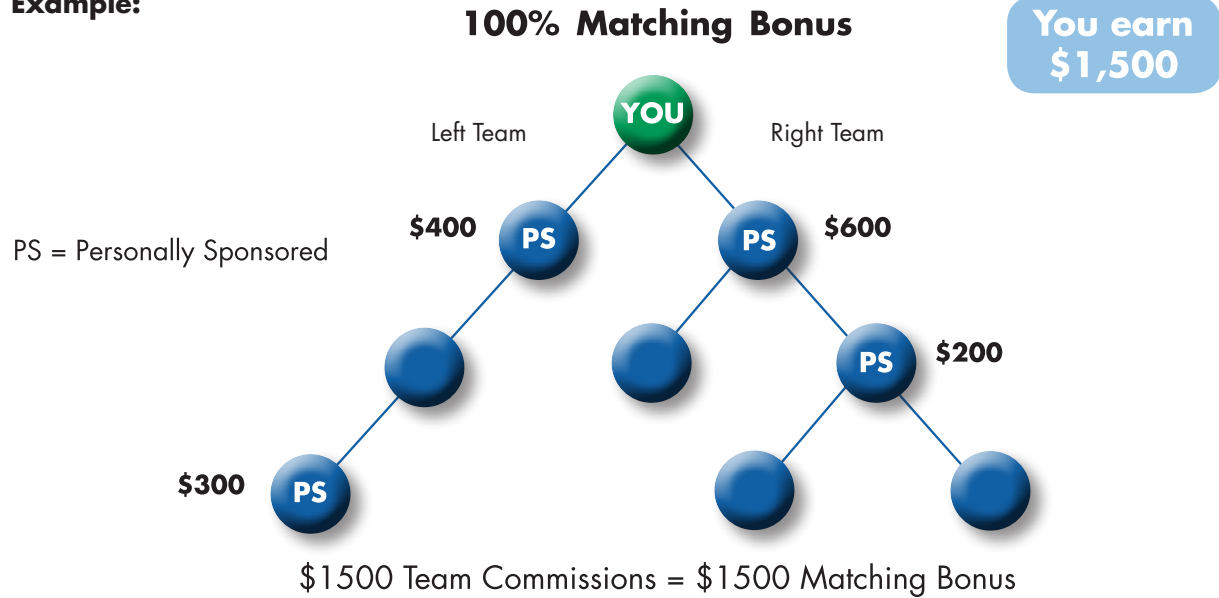 Example:
100% Matching Bonus
You earn
$1,500
YOU
Left Team
Right Team
$400
PS
PS
$600
PS = Personally Sponsored
PS
$200
$300
PS
$1500 Team Commissions = $1500 Matching Bonus